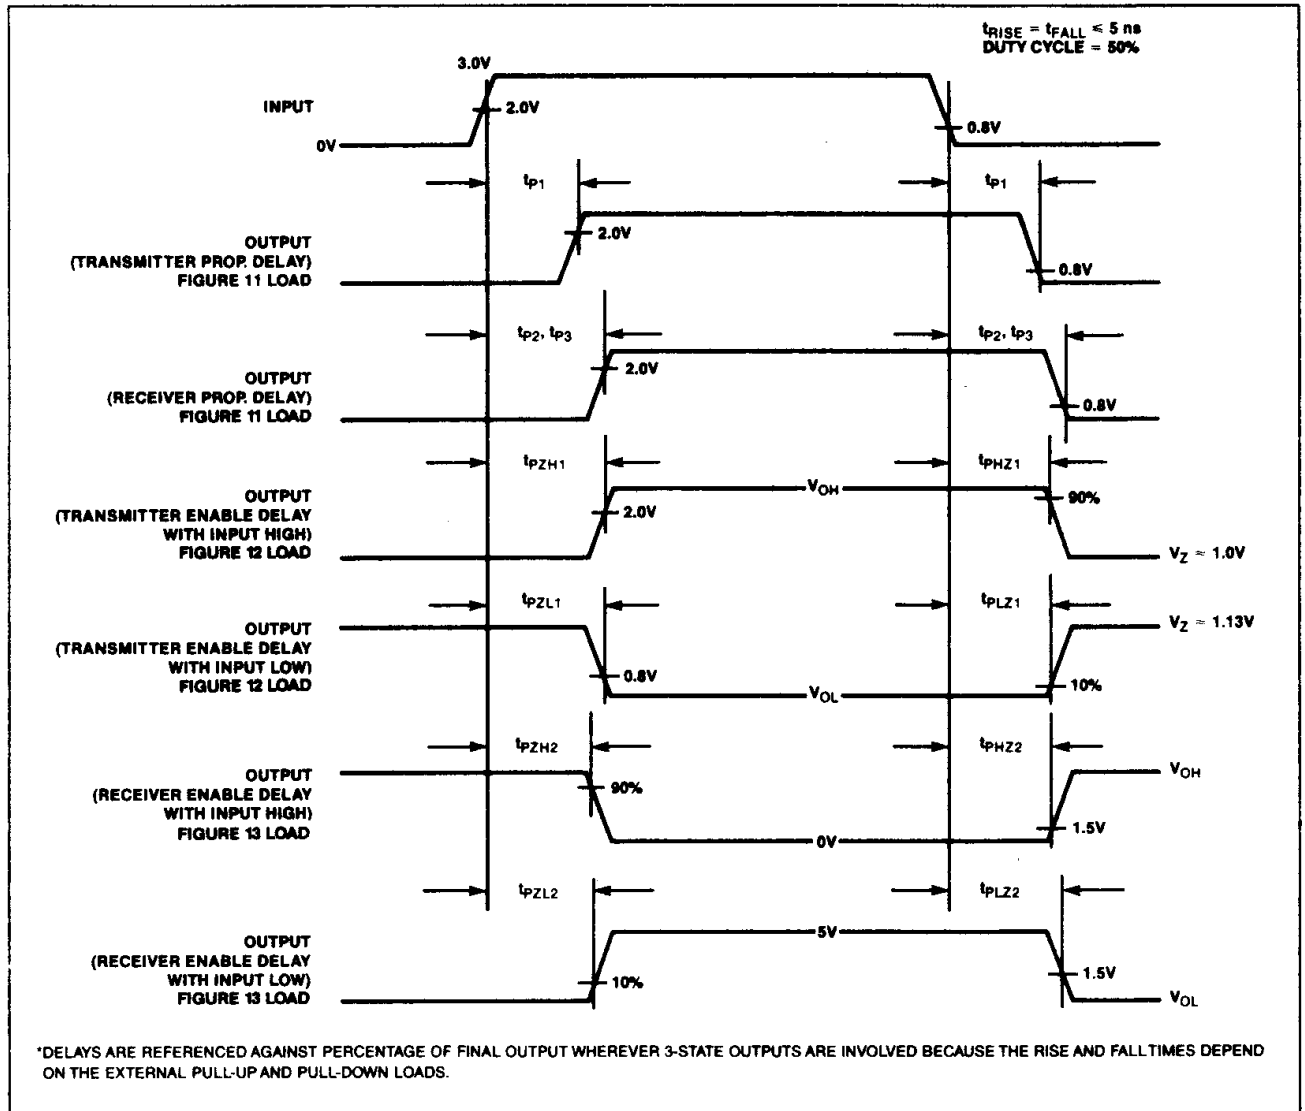 tRISE = tFALL ≤ 5 ns
DUTY CYCLE = 50%
3.0V
INPUT
2.0V
0.8V
0V
tP1
tP1
OUTPUT
(TRANSMITTER PROP. DELAY)
FIGURE 11 LOAD
2.0V
0.8V
tP2, tP3
tP2, tP3
OUTPUT
(RECEIVER PROP. DELAY)
FIGURE 11 LOAD
2.0V
0.8V
tPZH1
tPHZ1
OUTPUT
(TRANSMITTER ENABLE DELAY
WITH INPUT HIGH)
FIGURE 12 LOAD
VOH
2.0V
90%
VZ ≈ 1.0V
tPZL1
tPLZ1
OUTPUT
(TRANSMITTER ENABLE DELAY
WITH INPUT LOW)
FIGURE 12 LOAD
VZ ≈ 1.13V
0.8V
VOL
10%
tPZH2
tPHZ2
OUTPUT
(RECEIVER ENABLE DELAY
WITH INPUT HIGH)
FIGURE 13 LOAD
VOH
90%
0V
1.5V
tPZL2
tPLZ2
OUTPUT
(RECEIVER ENABLE DELAY
WITH INPUT LOW)
FIGURE 13 LOAD
5V
10%
1.5V
VOL
*DELAYS ARE REFERENCED AGAINST PERCENTAGE OF FINAL OUTPUT WHEREVER 3-STATE OUTPUTS ARE INVOLVED BECAUSE THE RISE AND FALL TIMES DEPEND
ON THE EXTERNAL PULL-UP AND PULL-DOWN LOADS.